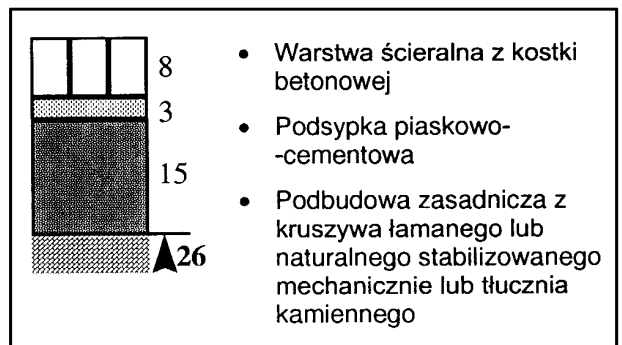 8
3
15
26
• Warstwa ścieralna z kostki
betonowej
• Podsypka piaskowo-
-cementowa
• Podbudowa zasadnicza z
kruszywa łamanego lub
naturalnego stabilizowanego
mechanicznie lub tłucznia
kamiennego